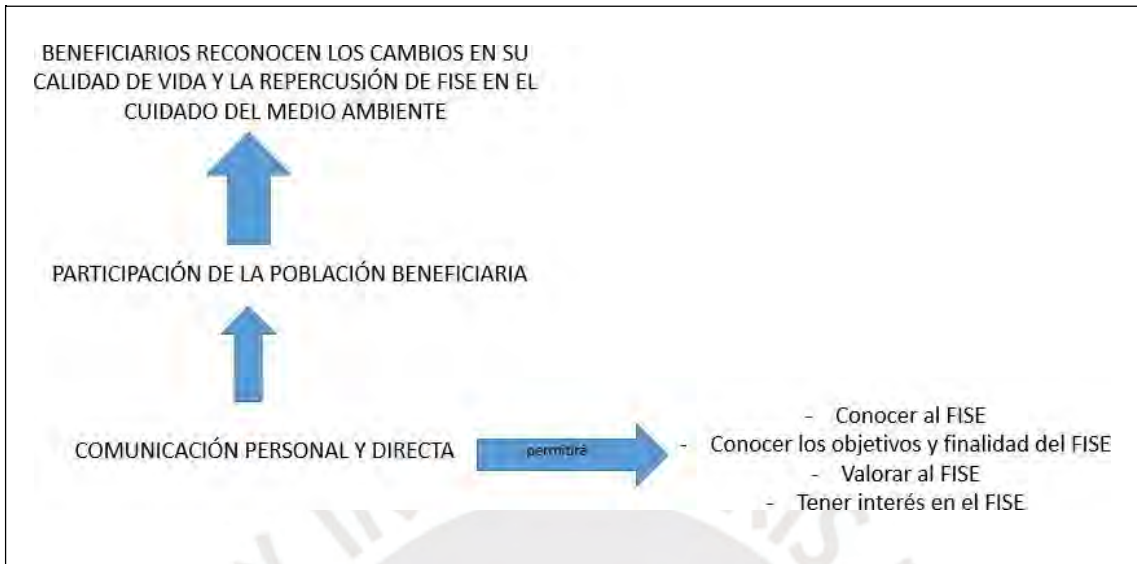 BENEFICIARIOS RECONOCEN LOS CAMBIOS EN SU
CALIDAD DE VIDA Y LA REPERCUSIÓN DE FISE EN EL
CUIDADO DEL MEDIO AMBIENTE
PARTICIPACIÓN DE LA POBLACIÓN BENEFICIARIA
COMUNICACIÓN PERSONAL Y DIRECTA
permitirá
- Conocer al FISE
- Conocer los objetivos y finalidad del FISE
- Valorar al FISE
- Tener interés en el FISE